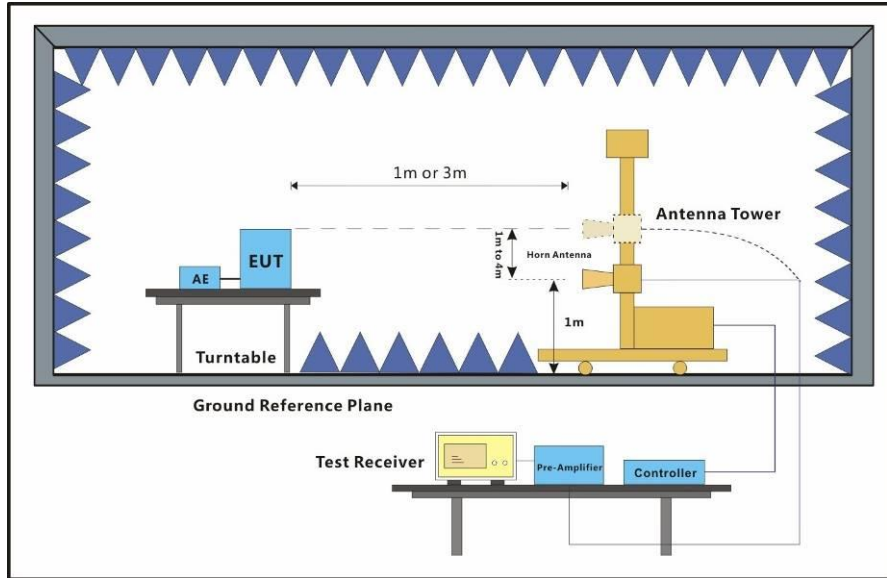 1m or 3m
Antenna Tower
1m to 4m
Horn Antenna
EUT
AE
1m
Turntable
Ground Reference Plane
Test Receiver
Pre-Amplifier
Controller